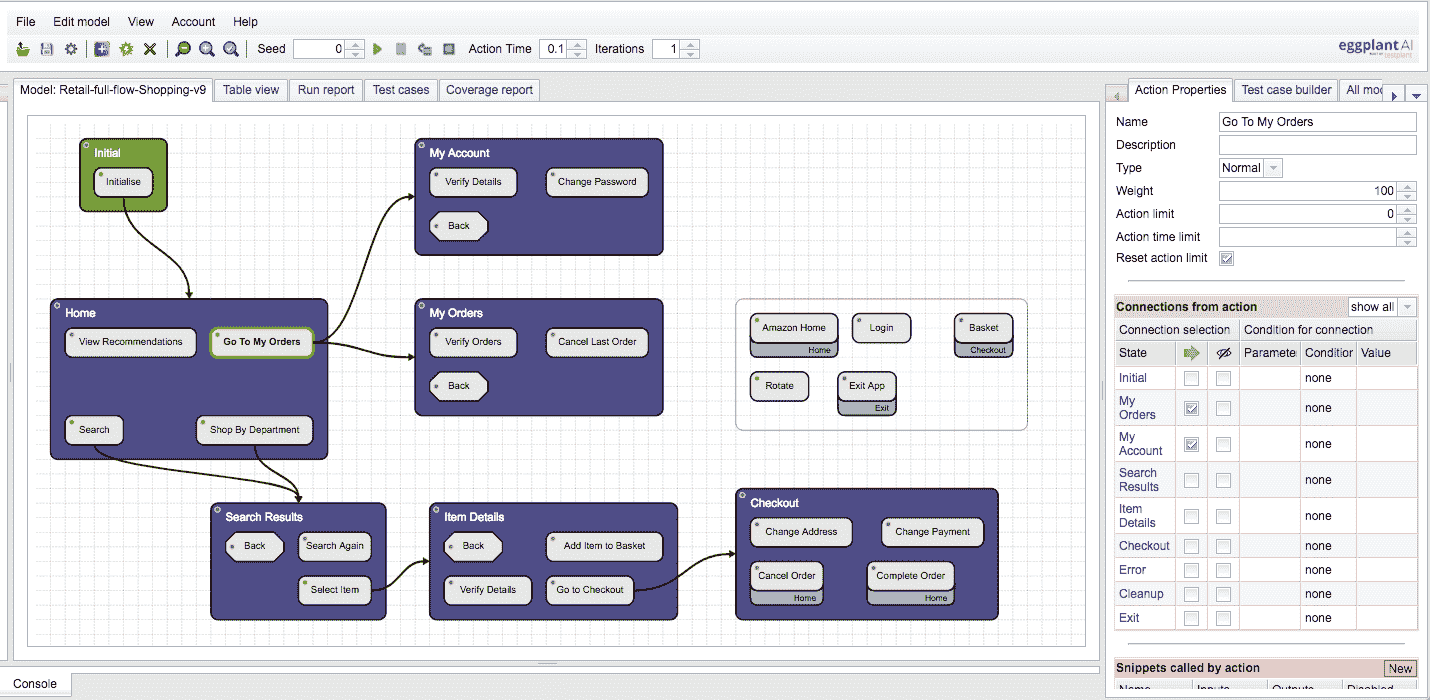 File Edit model View Account Help
Seed 0 Action Time 0.1 Iterations 1
eggplant AI
Model: Retail-full-flow-Shopping-v9 Table view Run report Test cases Coverage report
Initial
Initialise
My Account
Verify Details Change Password
Back
Home
View Recommendations Go To My Orders
Search Shop By Department
My Orders
Verify Orders Cancel Last Order
Back
Amazon Home Login Basket
Home Checkout
Rotate Exit App
Exit
Search Results
Back Search Again
Select Item
Item Details
Back Add Item to Basket
Verify Details Go to Checkout
Checkout
Change Address Change Payment
Cancel Order Complete Order
Home Home
Action Properties Test case builder All mod
Name Go To My Orders
Description
Type Normal
Weight 100
Action limit 0
Action time limit
Reset action limit
Connections from action show all
Connection selection Condition for connection
State Parameter Condition Value
Initial none
My
Orders none
My
Account none
Search
Results none
Item
Details none
Checkout none
Error none
Cleanup none
Exit none
Snippets called by action New
Name Inputs Outputs Disabled
Console